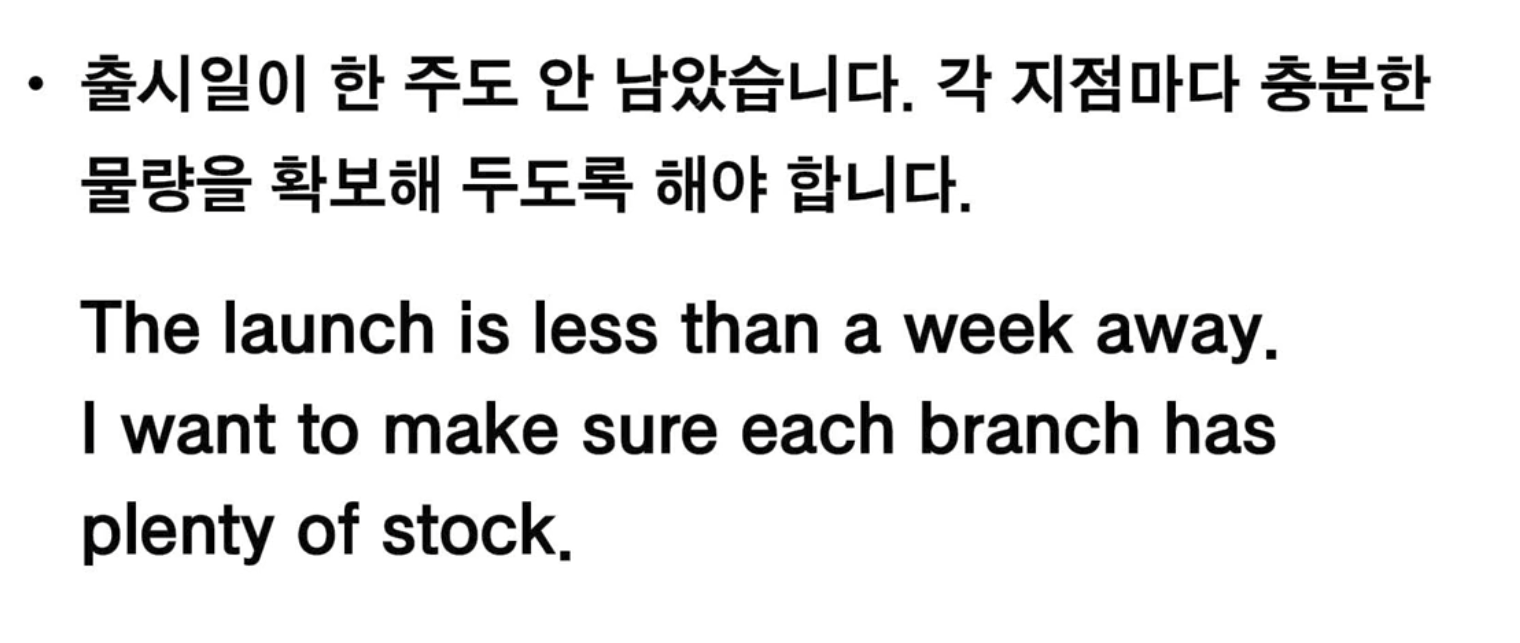 • 출시일이 한 주도 안 남았습니다. 각 지점마다 충분한
물량을 확보해 두도록 해야 합니다.
The launch is less than a week away.
I want to make sure each branch has
plenty of stock.